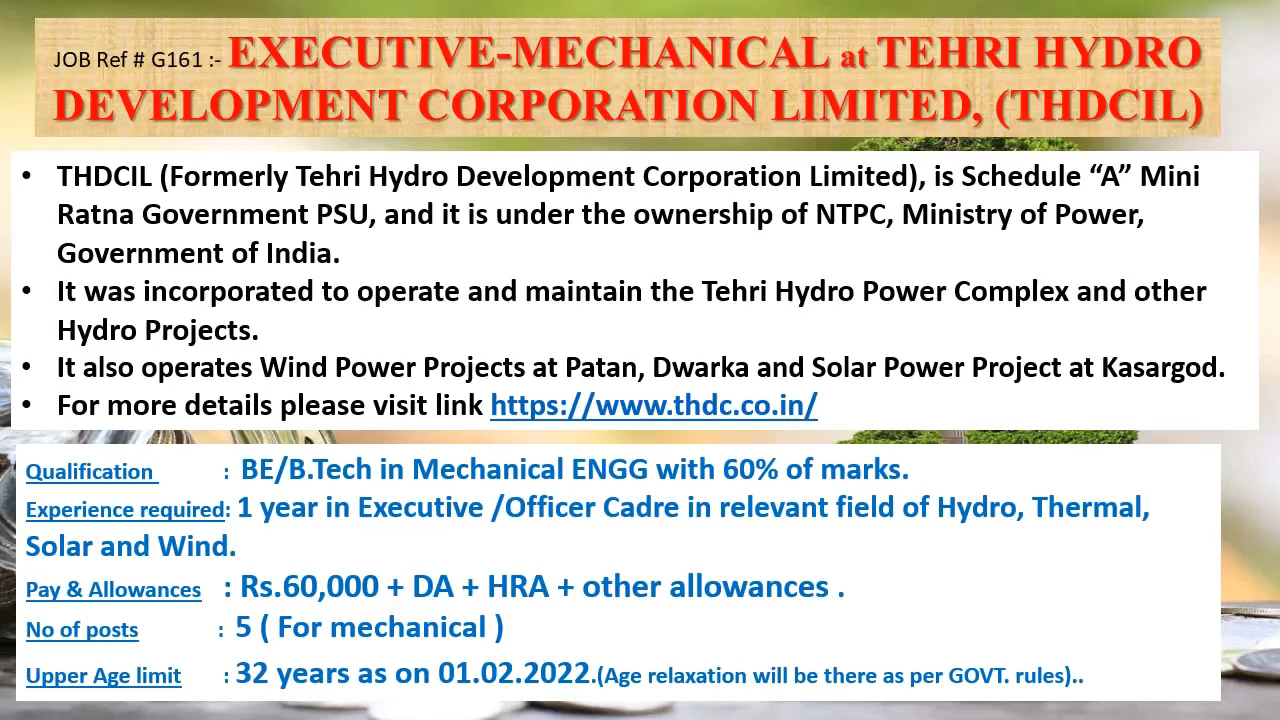 JOB Ref # G161 :- EXECUTIVE-MECHANICAL at TEHRI HYDRO
DEVELOPMENT CORPORATION LIMITED, (THDCIL)
• THDCIL (Formerly Tehri Hydro Development Corporation Limited), is Schedule “A” Mini
Ratna Government PSU, and it is under the ownership of NTPC, Ministry of Power,
Government of India.
• It was incorporated to operate and maintain the Tehri Hydro Power Complex and other
Hydro Projects.
• It also operates Wind Power Projects at Patan, Dwarka and Solar Power Project at Kasargod.
• For more details please visit link https://www.thdc.co.in/
Qualification : BE/B.Tech in Mechanical ENGG with 60% of marks.
Experience required: 1 year in Executive /Officer Cadre in relevant field of Hydro, Thermal,
Solar and Wind.
Pay & Allowances : Rs.60,000 + DA + HRA + other allowances .
No of posts : 5 ( For mechanical )
Upper Age limit : 32 years as on 01.02.2022.(Age relaxation will be there as per GOVT. rules)..